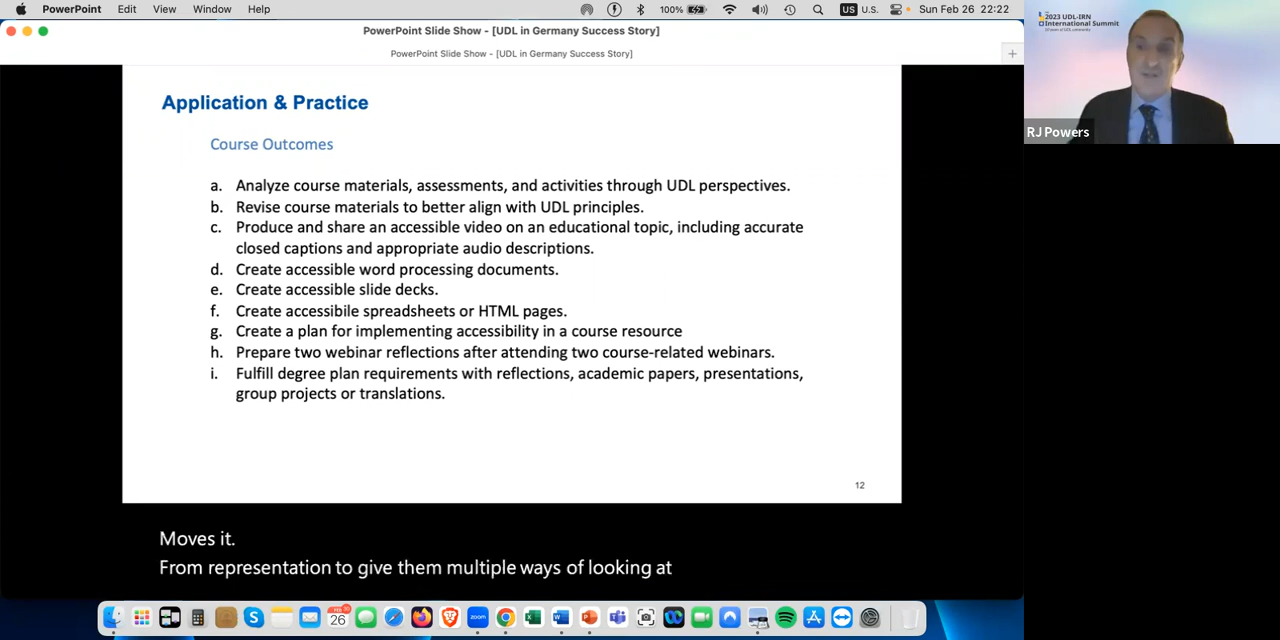 PowerPoint Edit View Window Help 100% US U.S. Sun Feb 26 22:22
PowerPoint Slide Show - [UDL in Germany Success Story]
PowerPoint Slide Show - [UDL in Germany Success Story]
2023 UDL-IRN
International Summit
RJ Powers
Application & Practice
Course Outcomes
a. Analyze course materials, assessments, and activities through UDL perspectives.
b. Revise course materials to better align with UDL principles.
c. Produce and share an accessible video on an educational topic, including accurate
closed captions and appropriate audio descriptions.
d. Create accessible word processing documents.
e. Create accessible slide decks.
f. Create accessibile spreadsheets or HTML pages.
g. Create a plan for implementing accessibility in a course resource
h. Prepare two webinar reflections after attending two course-related webinars.
i. Fulfill degree plan requirements with reflections, academic papers, presentations,
group projects or translations.
12
Moves it.
From representation to give them multiple ways of looking at
26
zoom